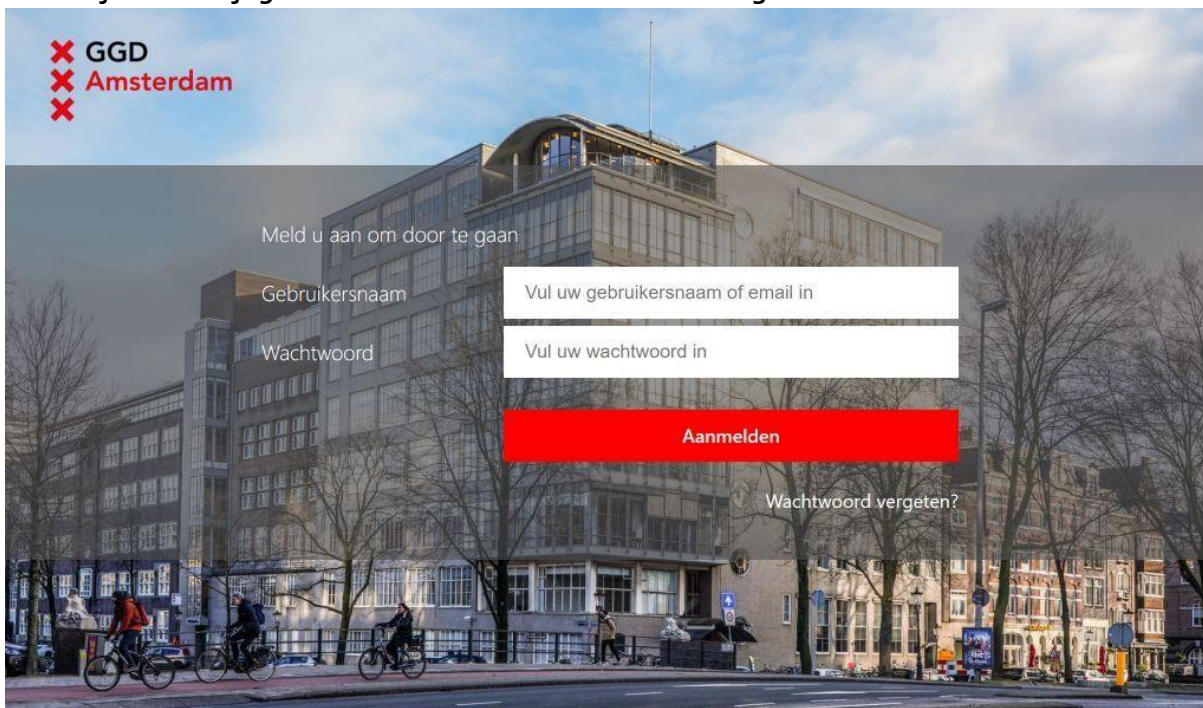 GGD
Amsterdam
Meld u aan om door te gaan
Gebruikersnaam
Vul uw gebruikersnaam of email in
Wachtwoord
Vul uw wachtwoord in
Aanmelden
Wachtwoord vergeten?